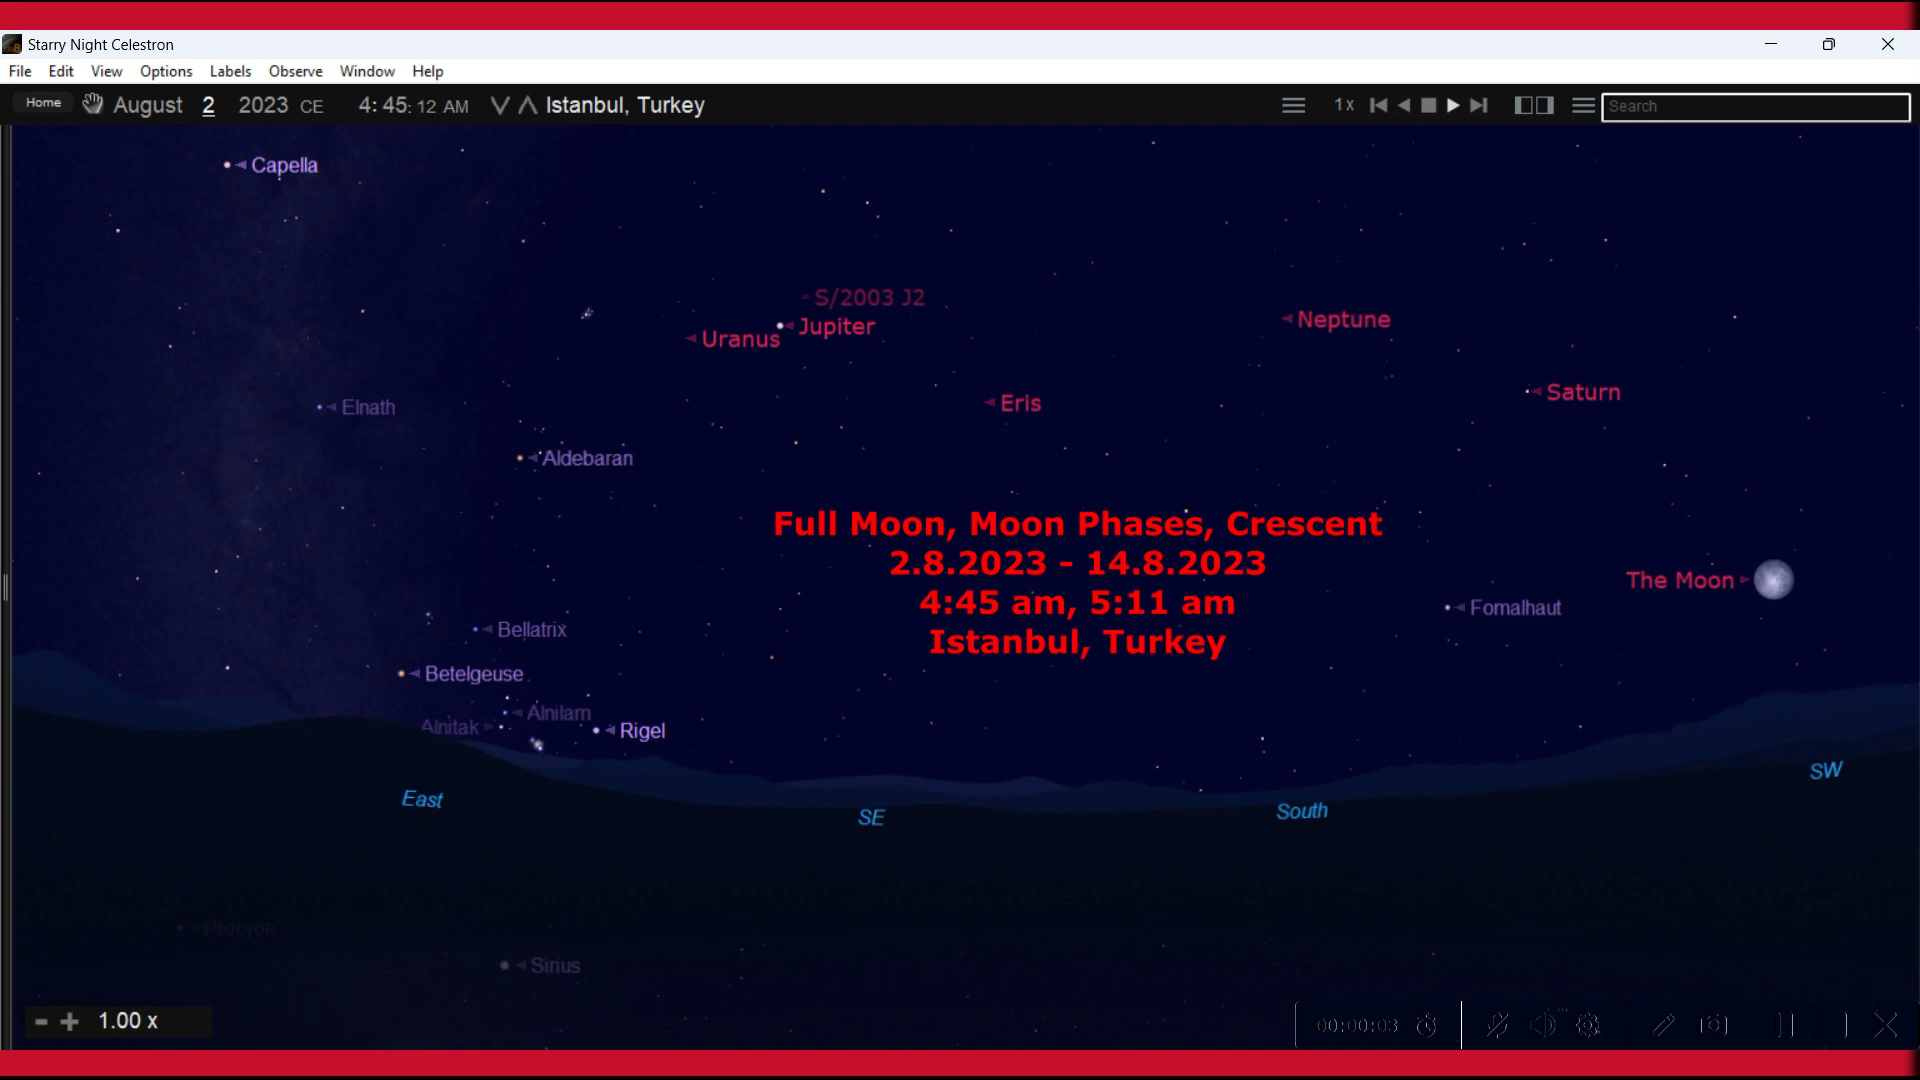 Starry Night Celestron
File Edit View Options Labels Observe Window Help
Home August 2 2023 CE 4:45:12 AM Istanbul, Turkey 1x Search
Capella
S/2003 J2
Jupiter
Uranus
Neptune
Saturn
Eris
Elnath
Aldebaran
Full Moon, Moon Phases, Crescent
2.8.2023 - 14.8.2023
4:45 am, 5:11 am
Istanbul, Turkey
The Moon
Fomalhaut
Bellatrix
Betelgeuse
Alnilam
Alnitak
Rigel
East
SE
South
SW
Procyon
Sirius
1.00 x
00:00:03